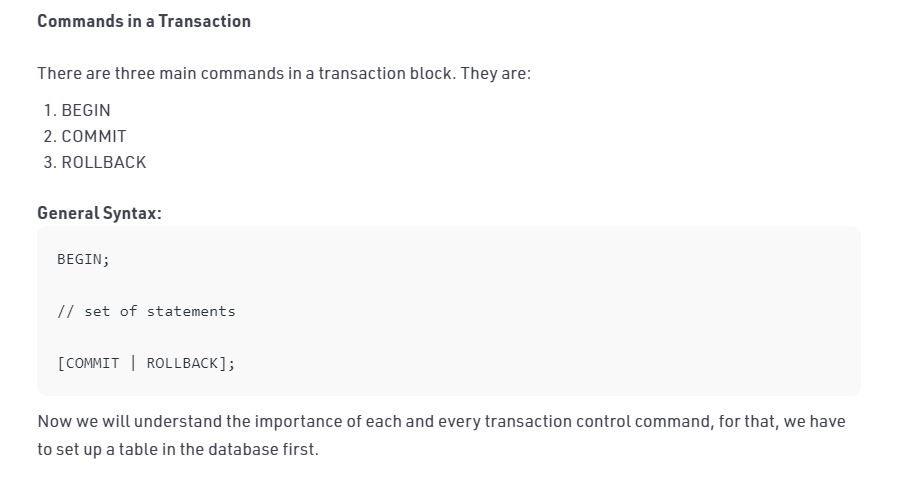 Commands in a Transaction
There are three main commands in a transaction block. They are:
1. BEGIN
2. COMMIT
3. ROLLBACK
General Syntax:
BEGIN;
// set of statements
[COMMIT | ROLLBACK];
Now we will understand the importance of each and every transaction control command, for that, we have
to set up a table in the database first.